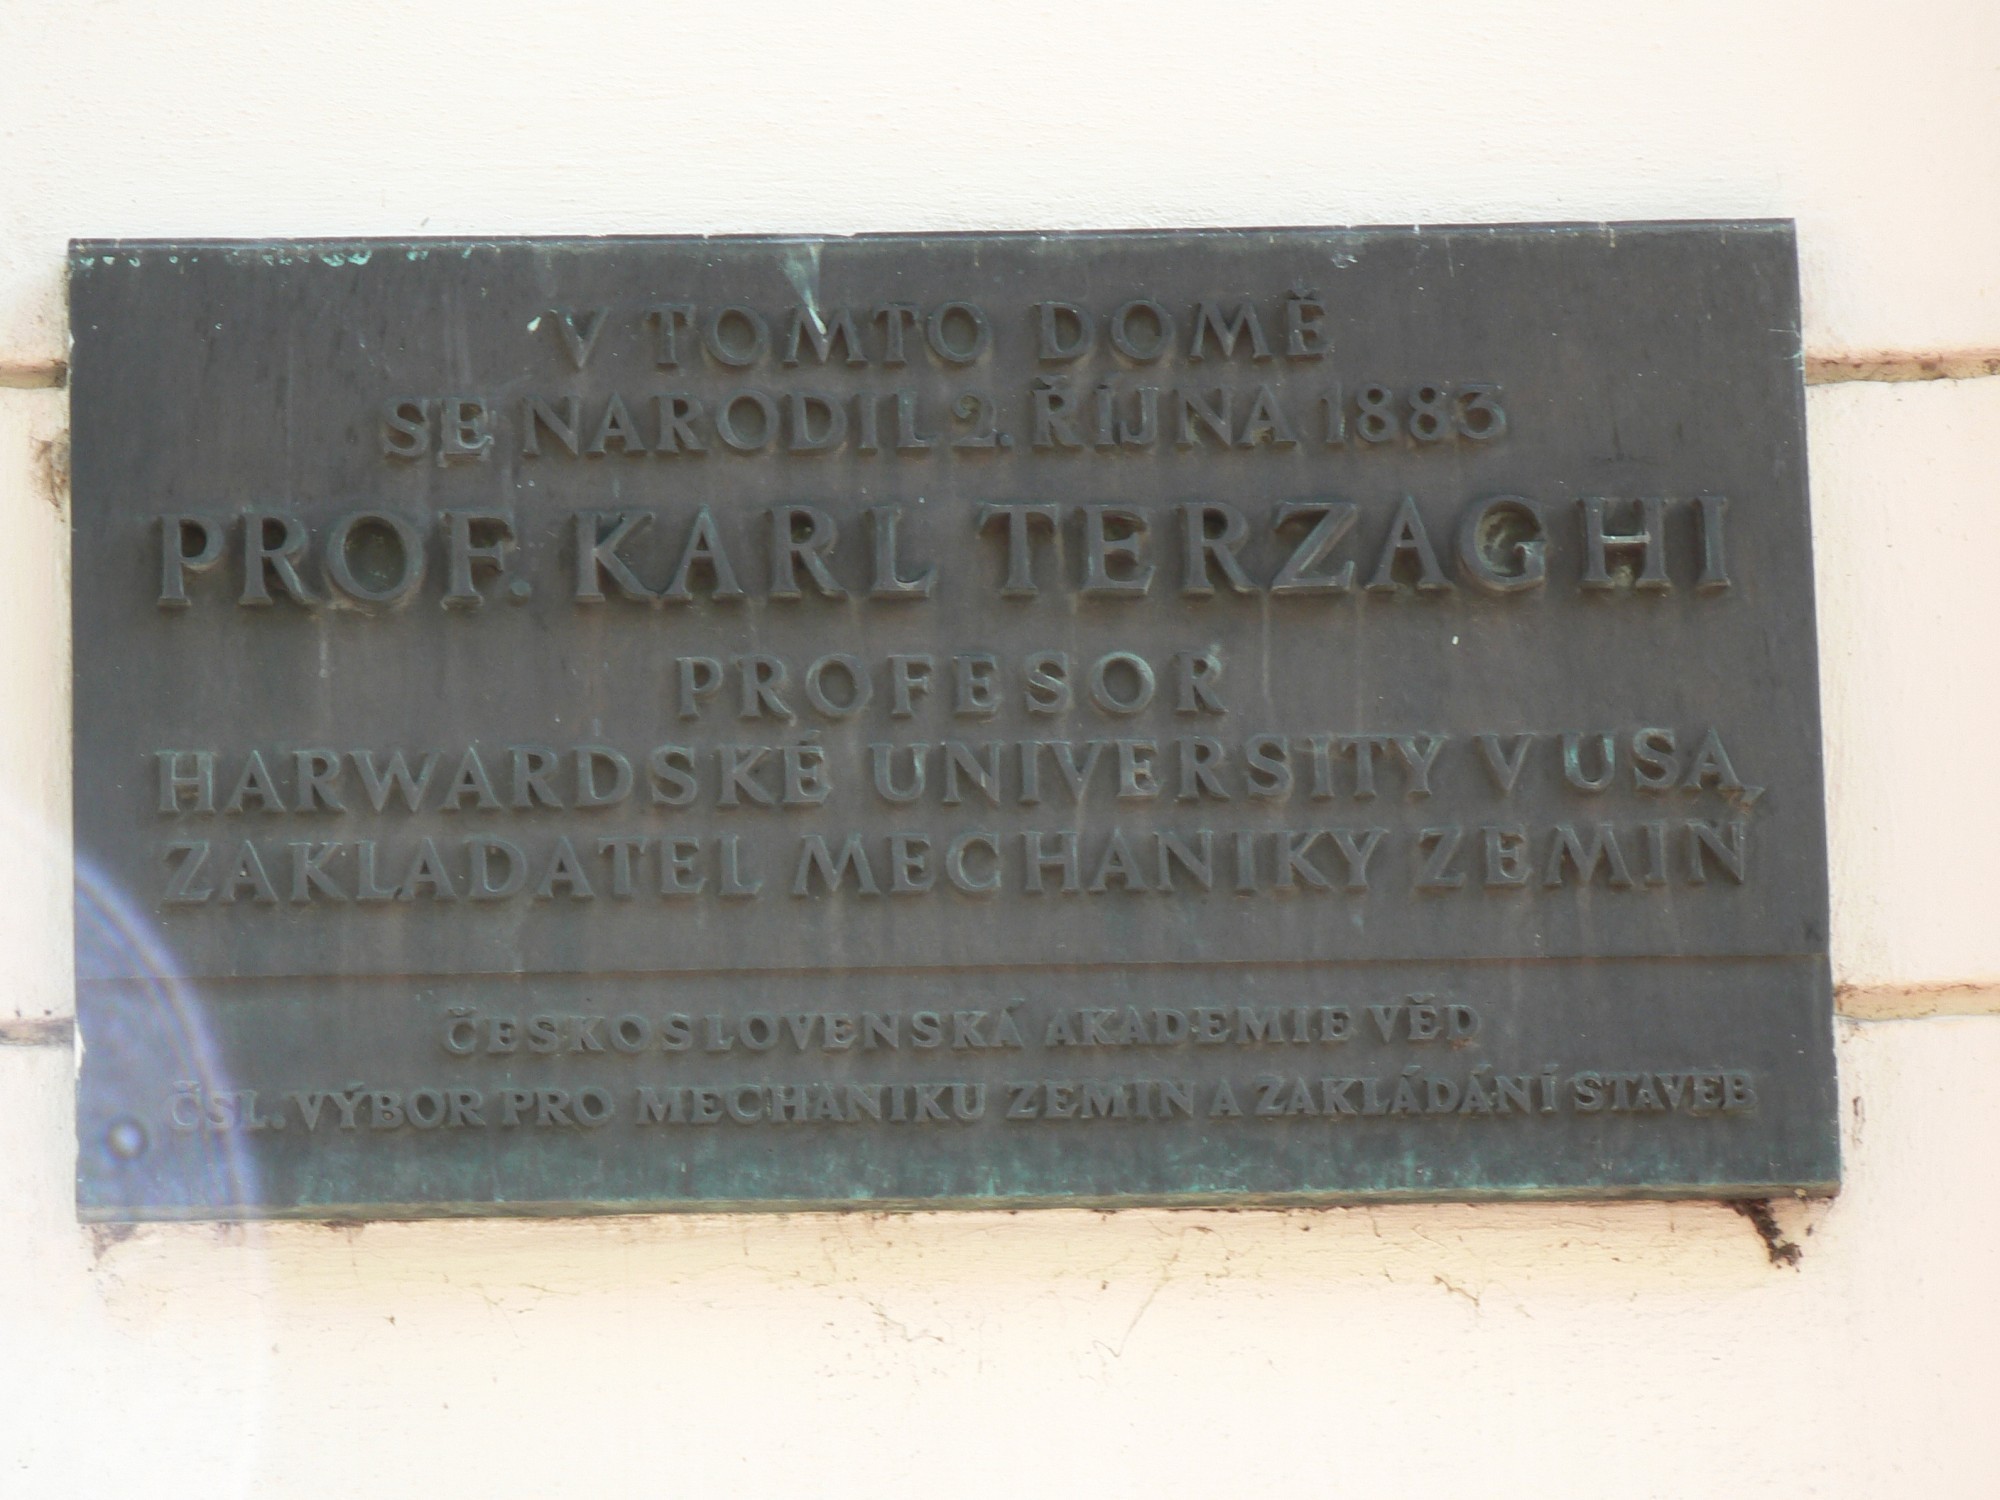 V TOMTO DOMĚ
SE NARODIL 2. ŘÍJNA 1883
PROF. KARL TERZAGHI
PROFESOR
HARWARDSKÉ UNIVERSITY V USA,
ZAKLADATEL MECHANIKY ZEMIN
ČESKOSLOVENSKÁ AKADEMIE VĚD
ČSL. VÝBOR PRO MECHANIKU ZEMIN A ZAKLÁDÁNÍ STAVEB